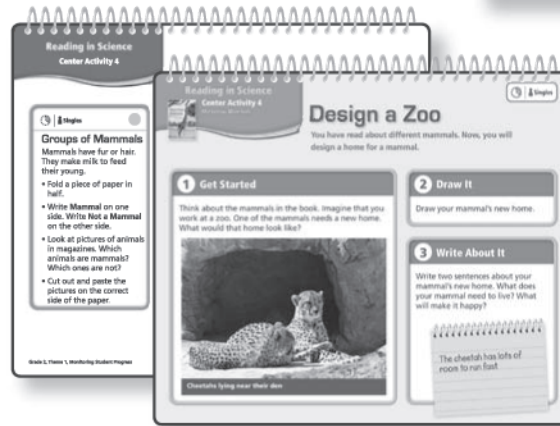 Reading in Science
Center Activity 4
Singles
Groups of Mammals
Mammals have fur or hair.
They make milk to feed
their young.
• Fold a piece of paper in
half.
• Write Mammal on one
side. Write Not a Mammal
on the other side.
• Look at pictures of animals
in magazines. Which
animals are mammals?
Which ones are not?
• Cut out and paste the
pictures on the correct
side of the paper.
Grade 2, Theme 1, Monitoring Student Progress
Reading in Science
Center Activity 4
Singles
Design a Zoo
You have read about different mammals. Now, you will
design a home for a mammal.
1 Get Started
Think about the mammals in the book. Imagine that you
work at a zoo. One of the mammals needs a new home.
What would that home look like?
Cheetahs lying near their den
2 Draw It
Draw your mammal's new home.
3 Write About It
Write two sentences about your
mammal's new home. What does
your mammal need to live? What
will make it happy?
The cheetah has lots of
room to run fast